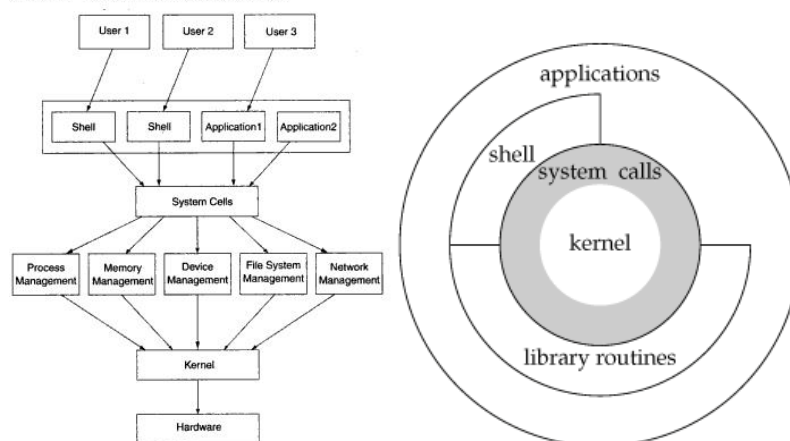 User 1
User 2
User 3
Shell
Shell
Application1
Application2
System Cells
Process
Management
Memory
Management
Device
Management
File System
Management
Network
Management
Kernel
Hardware
applications
shell
system calls
kernel
library routines